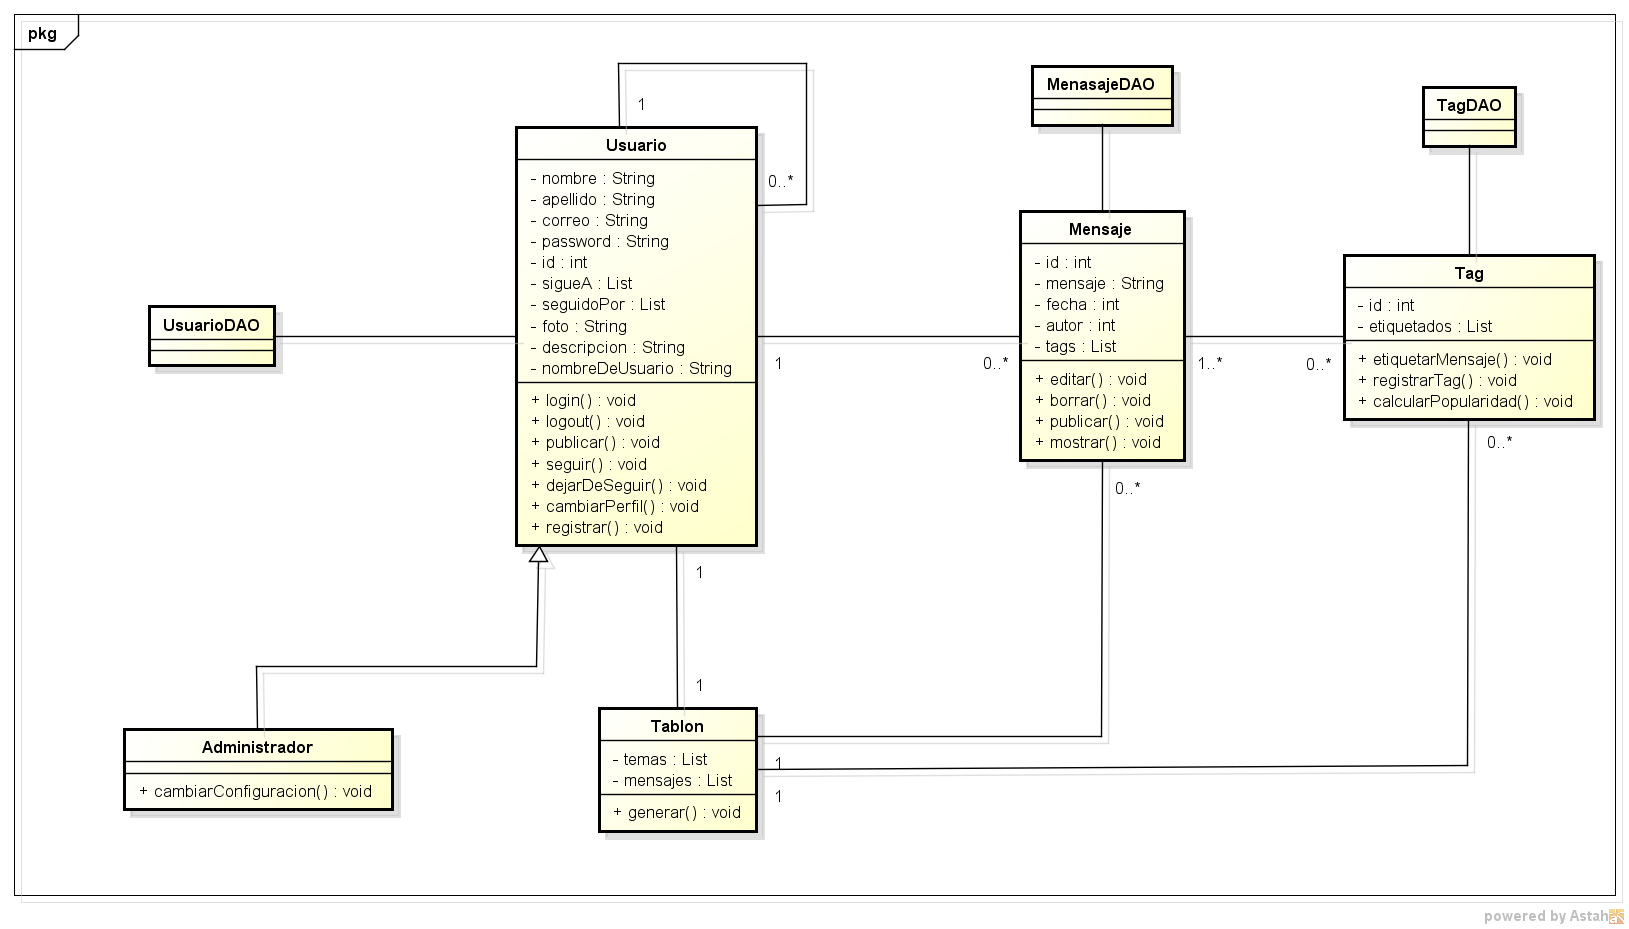 pkg
1
0..*
Usuario
- nombre : String
- apellido : String
- correo : String
- password : String
- id : int
- sigueA : List
- seguidoPor : List
- foto : String
- descripcion : String
- nombreDeUsuario : String
+ login() : void
+ logout() : void
+ publicar() : void
+ seguir() : void
+ dejarDeSeguir() : void
+ cambiarPerfil() : void
+ registrar() : void
MenasajeDAO
TagDAO
Mensaje
- id : int
- mensaje : String
- fecha : int
- autor : int
- tags : List
+ editar() : void
+ borrar() : void
+ publicar() : void
+ mostrar() : void
Tag
- id : int
- etiquetados : List
+ etiquetarMensaje() : void
+ registrarTag() : void
+ calcularPopularidad() : void
UsuarioDAO
1
0..*
1..*
0..*
0..*
0..*
1
1
Administrador
+ cambiarConfiguracion() : void
Tablon
- temas : List
- mensajes : List
+ generar() : void
1
1
powered by Astah